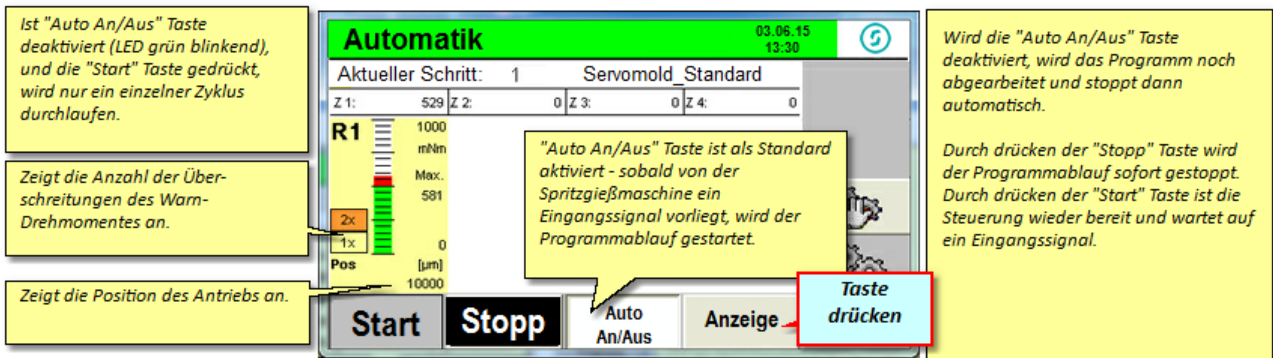 Ist "Auto An/Aus" Taste
deaktiviert (LED grün blinkend),
und die "Start" Taste gedrückt,
wird nur ein einzelner Zyklus
durchlaufen.
Zeigt die Anzahl der Über-
schreitungen des Warn-
Drehmomentes an.
Zeigt die Position des Antriebs an.
Automatik
03.06.15
13:30
Aktueller Schritt: 1 Servomold_Standard
Z 1: 529 Z 2: 0 Z 3: 0 Z 4: 0
R1
1000
mNm
Max.
581
2x
1x
0
Pos [µm]
10000
"Auto An/Aus" Taste ist als Standard
aktiviert - sobald von der
Spritzgießmaschine ein
Eingangssignal vorliegt, wird der
Programmablauf gestartet.
Start
Stopp
Auto
An/Aus
Anzeige
Taste
drücken
Wird die "Auto An/Aus" Taste
deaktiviert, wird das Programm noch
abgearbeitet und stoppt dann
automatisch.
Durch drücken der "Stopp" Taste wird
der Programmablauf sofort gestoppt.
Durch drücken der "Start" Taste ist die
Steuerung wieder bereit und wartet auf
ein Eingangssignal.